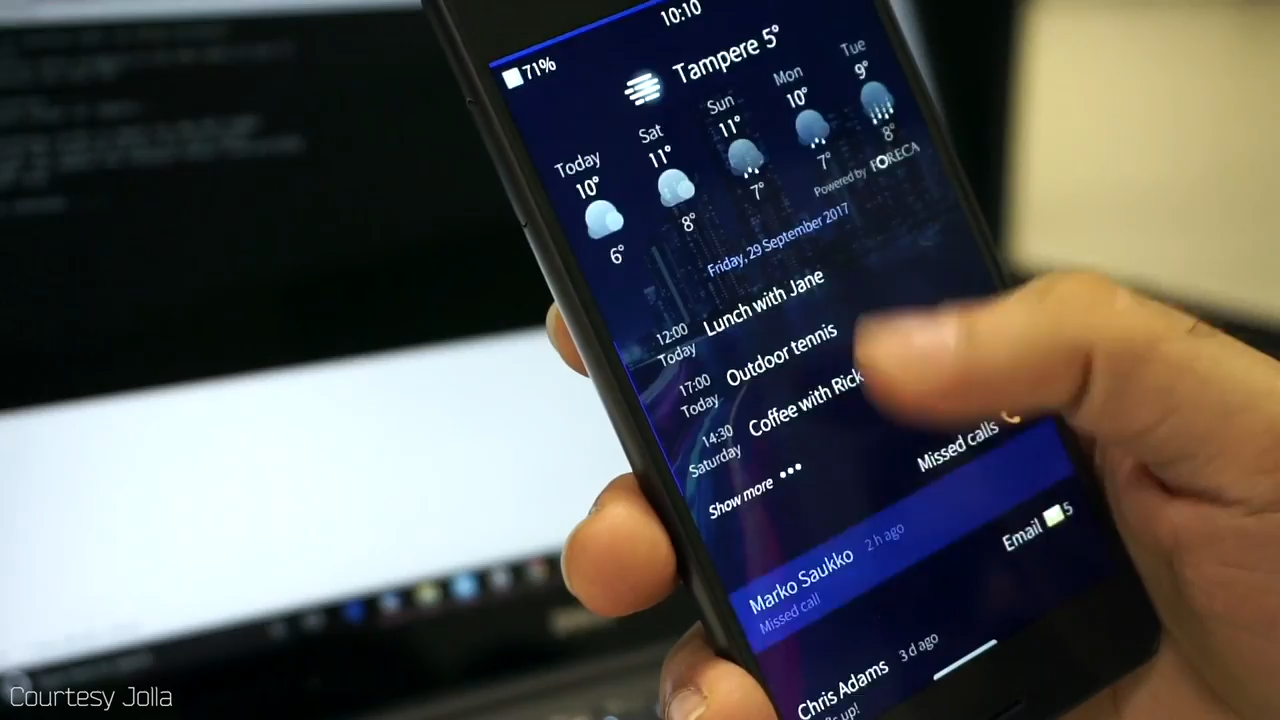 10:10
71%
Tampere 5°
Today
Sat
Sun
Mon
Tue
10°
11°
11°
10°
9°
6°
8°
7°
7°
8°
Powered by FORECA
Friday, 29 September 2017
12:00 Lunch with Jane
Today
17:00 Outdoor tennis
Today
14:30 Coffee with Rick
Saturday
Show more •••
Missed calls
Marko Saukko 2 h ago
Missed call
Email 5
Chris Adams 3 d ago
up!
Courtesy Jolla